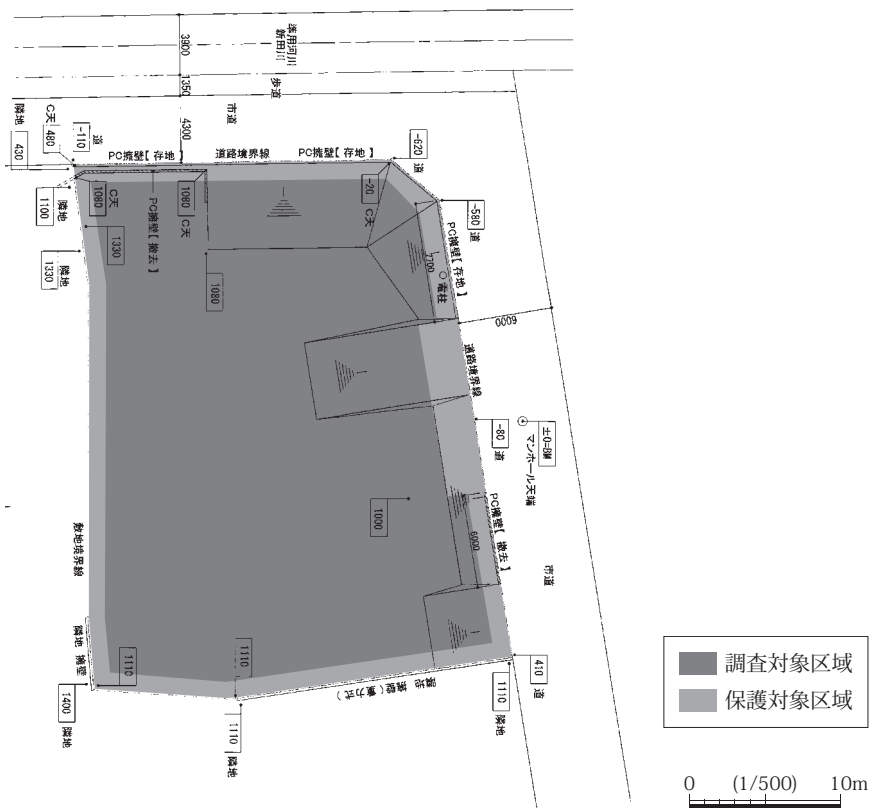 準用河川
新田川
3900
1350
歩道
4300
市道
隣地
430
C天
480
-110
道
PC擁壁【 存地 】
道路境界線
PC擁壁【 存地 】
-620
道
1100
隣地
1080
C天
PC擁壁【 撤去 】
1080
C天
-20
C天
-580
道
PC擁壁【 存地 】
1330
隣地
1330
1080
7700
電柱
6000
道路境界線
-80
道
±0=BM
マンホール天端
1000
PC擁壁【 撤去 】
6000
市道
敷地境界線
隣地 擁壁
1110
1400
隣地
1110
1110
隣地
擁壁(重力式)
1110
隣地
410
道
調査対象区域
保護対象区域
0 (1/500) 10m